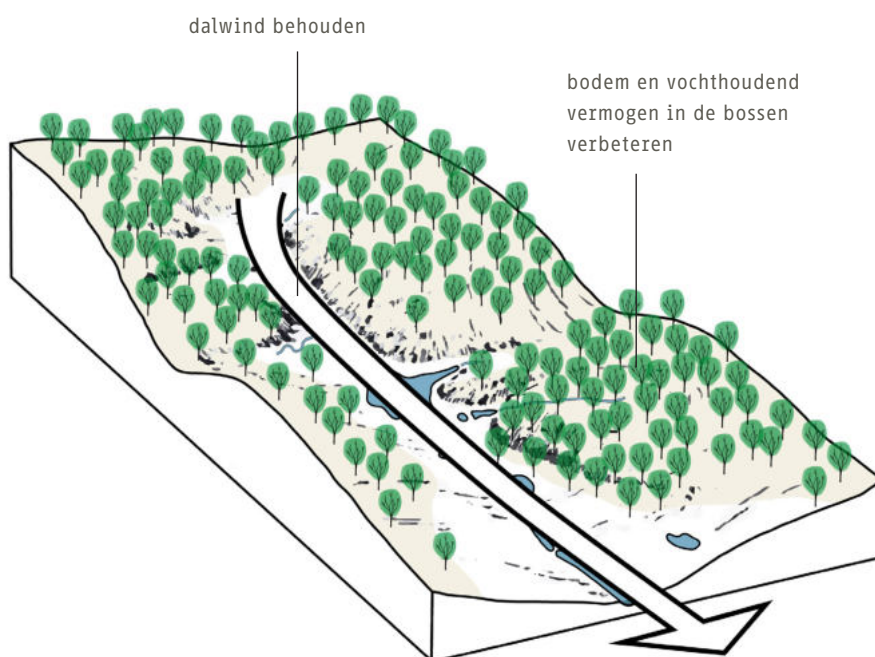 dalwind behouden
bodem en vochthoudend
vermogen in de bossen
verbeteren